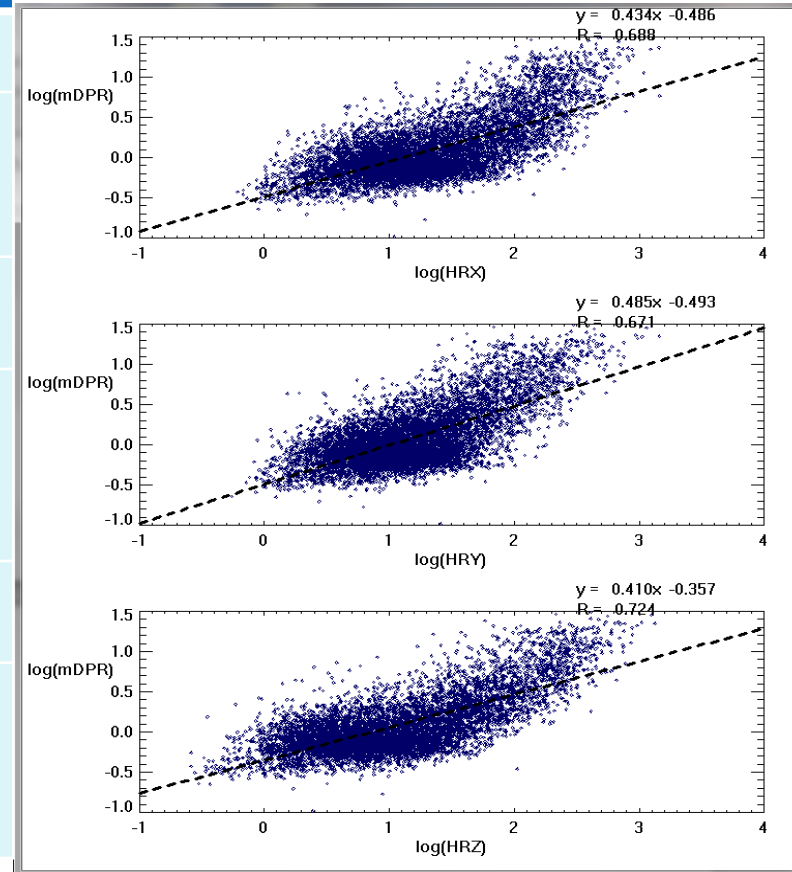 y = 0.434x -0.486
R = 0.688
1.5
1.0
log(mDPR)
0.5
0.0
-0.5
-1.0
-1 0 1 2 3 4
log(HRX)
y = 0.485x -0.493
R = 0.671
1.5
1.0
log(mDPR)
0.5
0.0
-0.5
-1.0
-1 0 1 2 3 4
log(HRY)
y = 0.410x -0.357
R = 0.724
1.5
1.0
log(mDPR)
0.5
0.0
-0.5
-1.0
-1 0 1 2 3 4
log(HRZ)